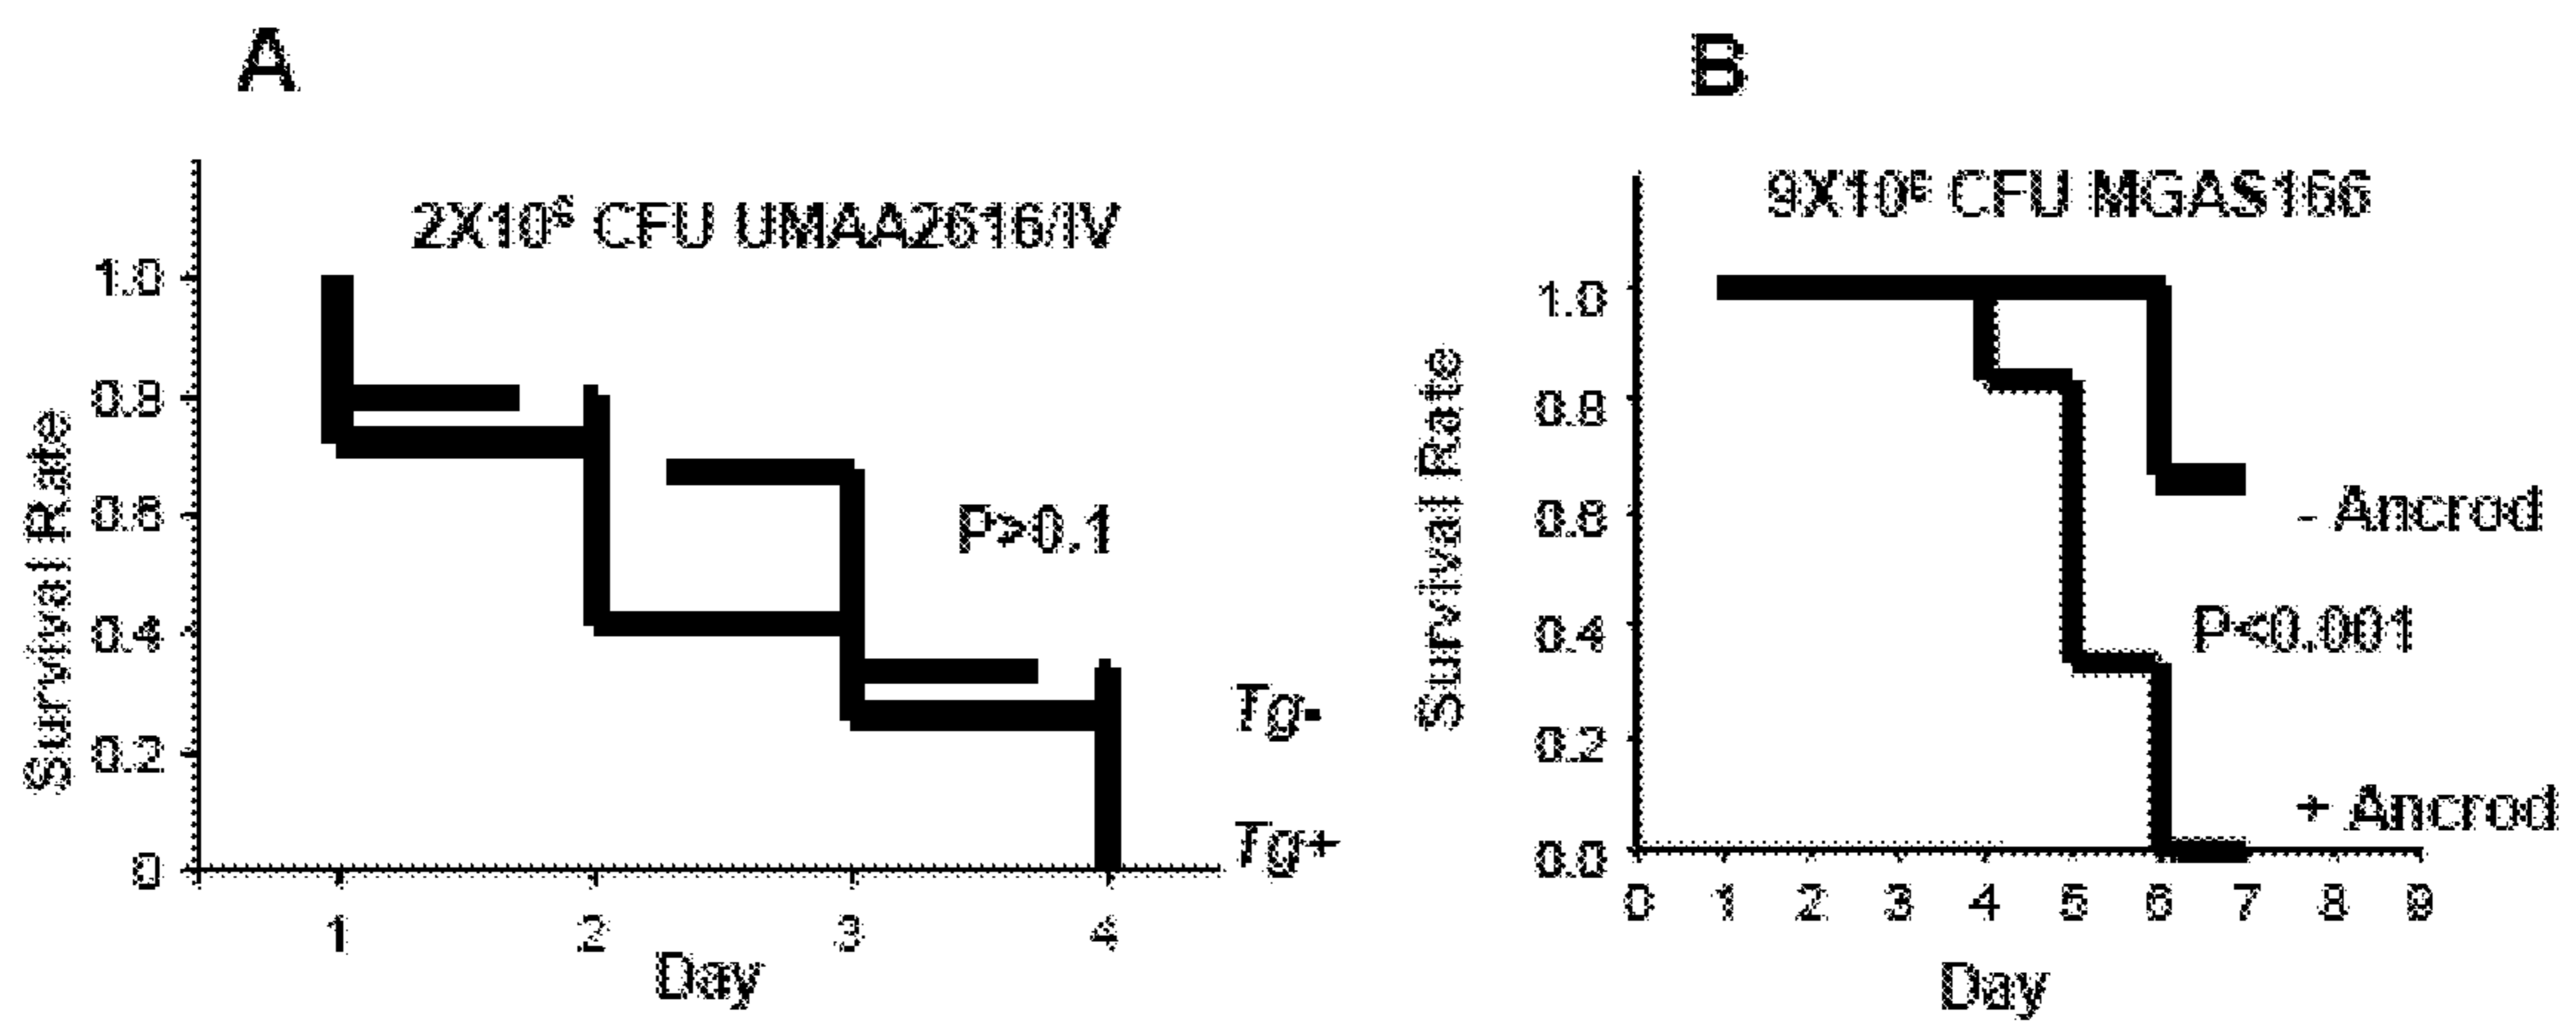 A
2X10⁶ CFU UMAA2616/IV
Survival Rate
1.0
0.8
0.6
0.4
0.2
0
P>0.1
Tg-
Tg+
1 2 3 4
Day
B
CFU MGAS166
Survival Rate
1.0
0.8
0.6
0.4
0.2
0.0
- Ancrod
P<0.001
+ Ancrod
0 1 2 3 4 5 6 7 8 9
Day